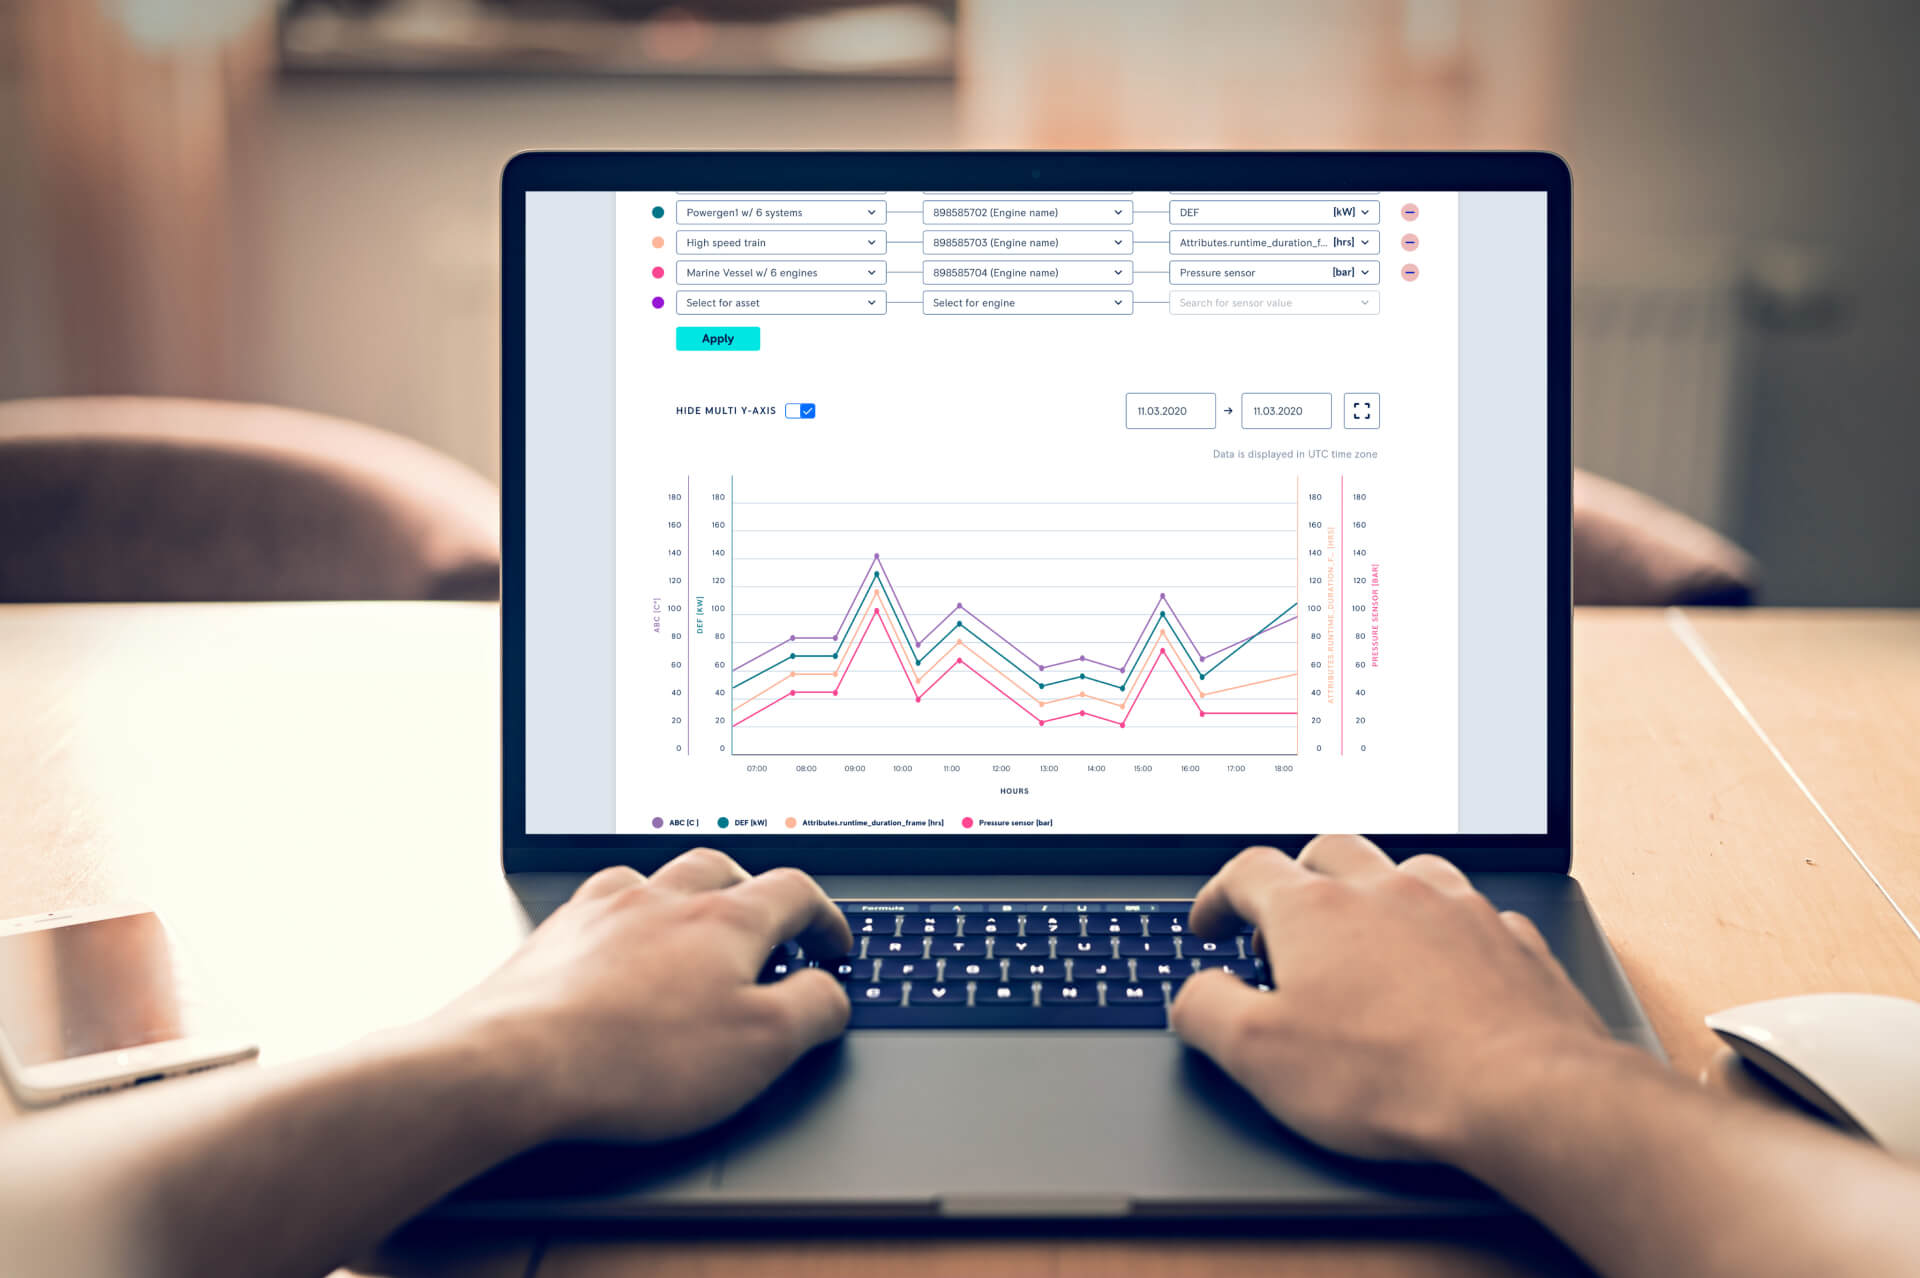 Powergen1 w/ 6 systems 898585702 (Engine name) DEF [kW]
High speed train 898585703 (Engine name) Attributes.runtime_duration_f... [hrs]
Marine Vessel w/ 6 engines 898585704 (Engine name) Pressure sensor [bar]
Select for asset Select for engine Search for sensor value
Apply
HIDE MULTI Y-AXIS 11.03.2020 → 11.03.2020
Data is displayed in UTC time zone
180 180 180 180
160 160 160 160
140 140 140 140
120 120 120 120
100 100 100 100
80 80 80 80
60 60 60 60
40 40 40 40
20 20 20 20
0 0 0 0
ABC [C°]
DEF [KW]
ATTRIBUTES.RUNTIME_DURATION_F... [HRS]
PRESSURE SENSOR [BAR]
07:00 08:00 09:00 10:00 11:00 12:00 13:00 14:00 15:00 16:00 17:00 18:00
HOURS
ABC [C ] DEF [kW] Attributes.runtime_duration_frame [hrs] Pressure sensor [bar]
4 5 6 7 8 9
R T Y U I O
S D F G H J K L
C V B N M